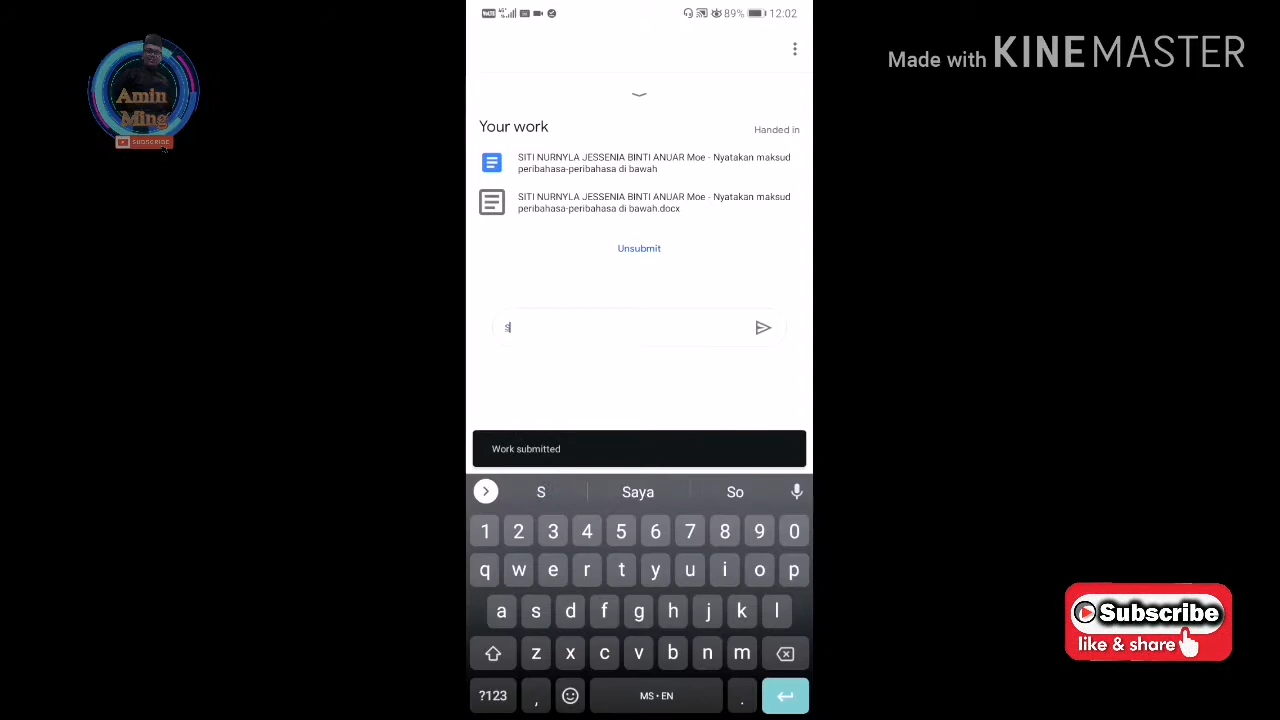 VoLTE 4G 89% 12:02
Made with KINEMASTER
Amin
Ming
SUBSCRIBE
Your work
Handed in
SITI NURNYLA JESSENIA BINTI ANUAR Moe - Nyatakan maksud
peribahasa-peribahasa di bawah
SITI NURNYLA JESSENIA BINTI ANUAR Moe - Nyatakan maksud
peribahasa-peribahasa di bawah.docx
Unsubmit
s
Work submitted
S Saya So
1 2 3 4 5 6 7 8 9 0
q w e r t y u i o p
a s d f g h j k l
z x c v b n m
?123 , MS • EN .
Subscribe
like & share